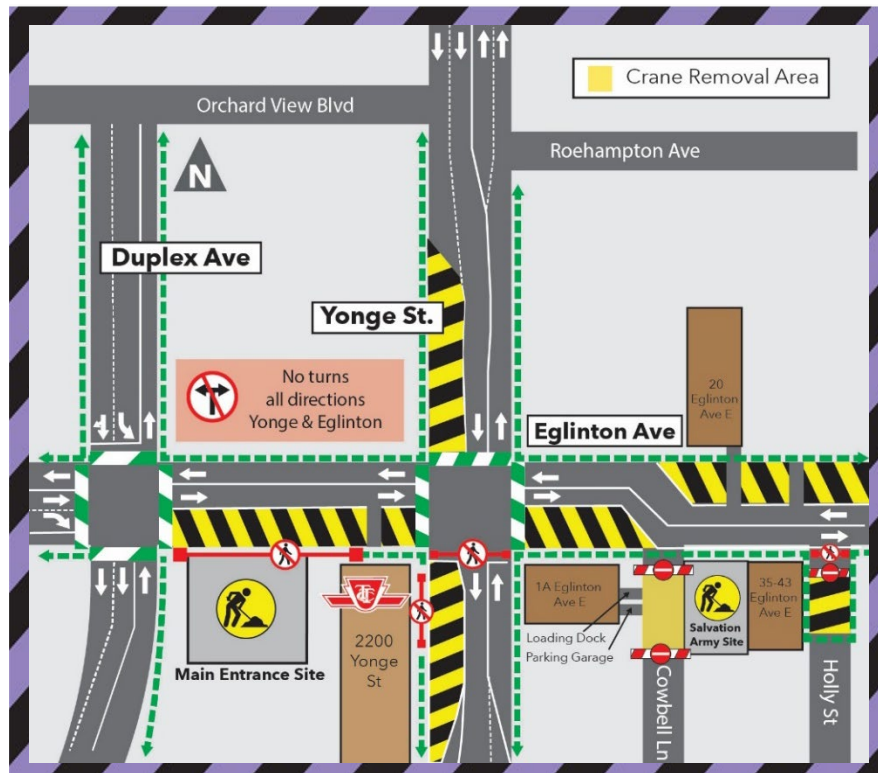 Crane Removal Area
Orchard View Blvd
Roehampton Ave
N
Duplex Ave
Yonge St.
No turns
all directions
Yonge & Eglinton
20
Eglinton
Ave E
Eglinton Ave
1A Eglinton
Ave E
35-43
Eglinton
Ave E
TTC
Loading Dock
Parking Garage
Salvation
Army Site
2200
Yonge
St
Main Entrance Site
Cowbell Ln
Holly St